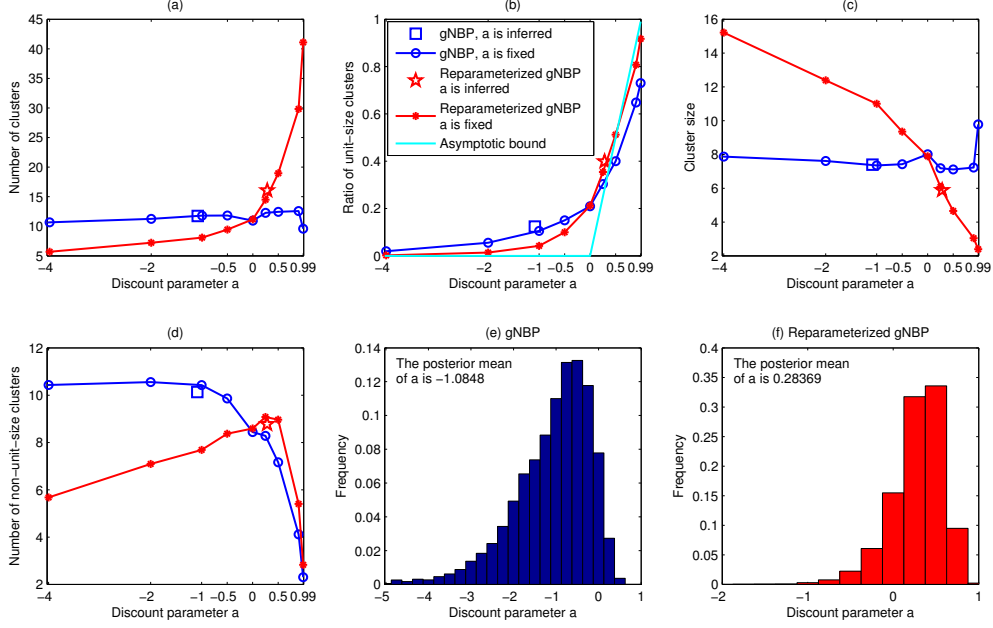 (a)
45
40
35
30
25
20
15
10
5
−4
−2
−0.5
0
0.5
0.99
Number of clusters
Discount parameter a
(b)
1
0.8
0.6
0.4
0.2
0
−4
−2
−0.5
0
0.5
0.99
Ratio of unit−size clusters
Discount parameter a
gNBP, a is inferred
gNBP, a is fixed
Reparameterized gNBP
a is inferred
Reparameterized gNBP
a is fixed
Asymptotic bound
(c)
16
14
12
10
8
6
4
2
−4
−2
−0.5
0
0.5
0.99
Cluster size
Discount parameter a
(d)
12
10
8
6
4
2
−4
−2
−0.5
0
0.5
0.99
Number of non−unit−size clusters
Discount parameter a
(e) gNBP
The posterior mean
of a is −1.0848
0.14
0.12
0.1
0.08
0.06
0.04
0.02
0
−5
−4
−3
−2
−1
0
1
Frequency
Discount parameter a
(f) Reparameterized gNBP
The posterior mean
of a is 0.28369
0.4
0.35
0.3
0.25
0.2
0.15
0.1
0.05
0
−2
−1
0
1
Frequency
Discount parameter a